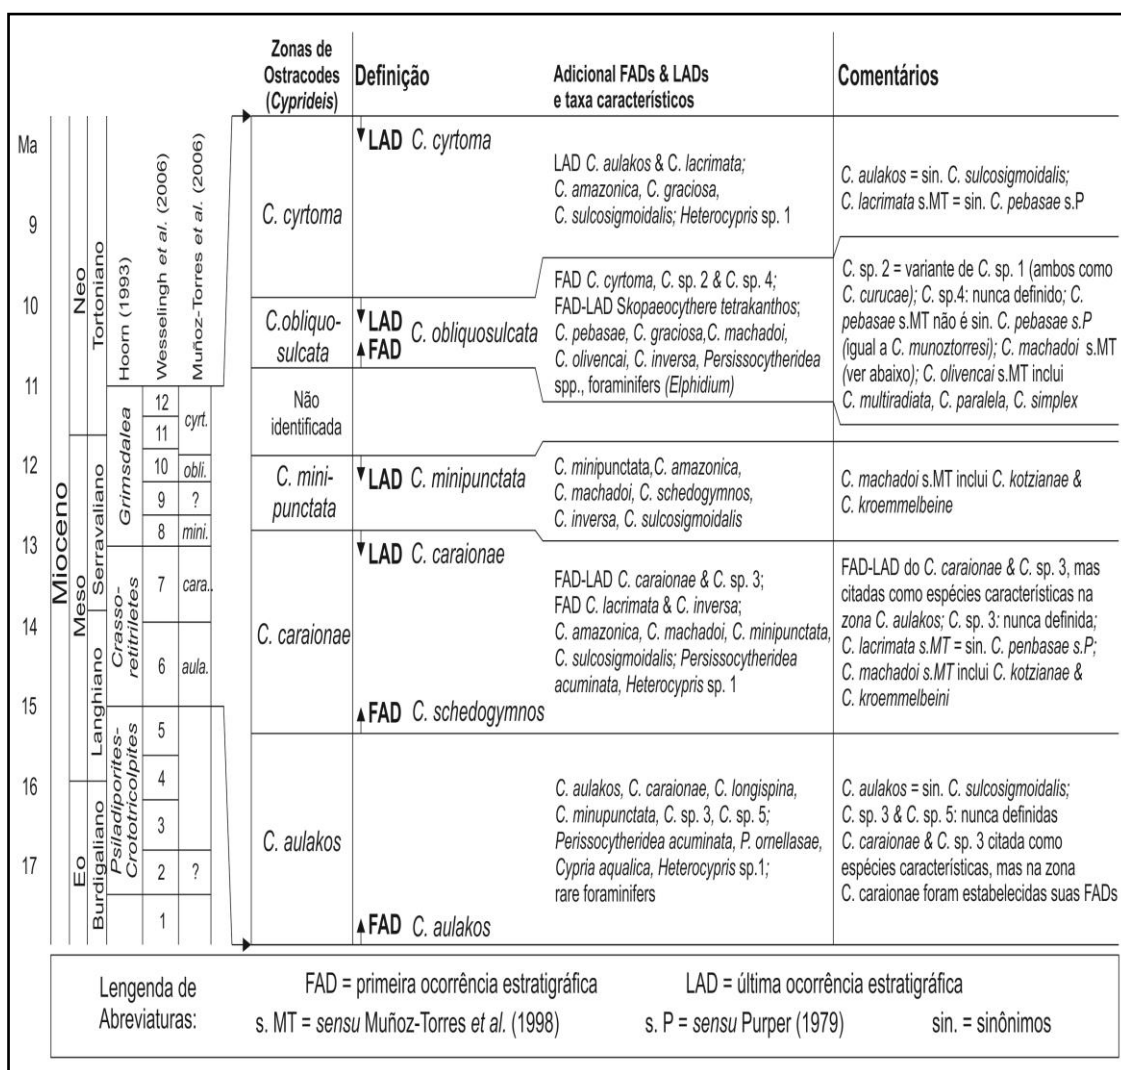 Zonas de
Ostracodes
(Cyprideis)
Definição
Adicional FADs & LADs
e taxa característicos
Comentários
Ma
9
10
11
12
13
14
15
16
17
Mioceno
Neo
Meso
Eo
Tortoniano
Serravaliano
Langhiano
Burdigaliano
Hoorn (1993)
Grimsdalea
Crasso-
retitriletes
Psiladiporites-
Crototricolpites
Wesselingh et al. (2006)
12
11
10
9
8
7
6
5
4
3
2
1
Muñoz-Torres et al. (2006)
cyrt.
obli.
?
mini.
cara..
aula.
?
C. cyrtoma
LAD C. cyrtoma
LAD C. aulakos & C. lacrimata;
C. amazonica, C. graciosa,
C. sulcosigmoidalis; Heterocypris sp. 1
C. aulakos = sin. C. sulcosigmoidalis;
C. lacrimata s.MT = sin. C. pebasae s.P
C.obliquo-
sulcata
LAD
C. obliquosulcata
FAD
FAD C. cyrtoma, C. sp. 2 & C. sp. 4;
FAD-LAD Skopaeocythere tetrakanthos;
C. pebasae, C. graciosa, C. machadoi,
C. olivencai, C. inversa, Persissocytheridea
spp., foraminifers (Elphidium)
C. sp. 2 = variante de C. sp. 1 (ambos como
C. curucae); C. sp.4: nunca definido; C.
pebasae s.MT não é sin. C. pebasae s.P
(igual a C. munoztorresi); C. machadoi s.MT
(ver abaixo); C. olivencai s.MT inclui
C. multiradiata, C. paralela, C. simplex
Não
identificada
C. mini-
punctata
LAD C. minipunctata
C. minipunctata, C. amazonica,
C. machadoi, C. schedogymnos,
C. inversa, C. sulcosigmoidalis
C. machadoi s.MT inclui C. kotzianae &
C. kroemmelbeine
C. caraionae
LAD C. caraionae
FAD C. schedogymnos
FAD-LAD C. caraionae & C. sp. 3;
FAD C. lacrimata & C. inversa;
C. amazonica, C. machadoi, C. minipunctata,
C. sulcosigmoidalis; Persissocytheridea
acuminata, Heterocypris sp. 1
FAD-LAD do C. caraionae & C. sp. 3, mas
citadas como espécies características na
zona C. aulakos; C. sp. 3: nunca definida;
C. lacrimata s.MT = sin. C. penbasae s.P;
C. machadoi s.MT inclui C. kotzianae &
C. kroemmelbeini
C. aulakos
FAD C. aulakos
C. aulakos, C. caraionae, C. longispina,
C. minupunctata, C. sp. 3, C. sp. 5;
Perissocytheridea acuminata, P. ornellasae,
Cypria aqualica, Heterocypris sp.1;
rare foraminifers
C. aulakos = sin. C. sulcosigmoidalis;
C. sp. 3 & C. sp. 5: nunca definidas
C. caraionae & C. sp. 3 citada como
espécies características, mas na zona
C. caraionae foram estabelecidas suas FADs
Lengenda de
Abreviaturas:
FAD = primeira ocorrência estratigráfica
LAD = última ocorrência estratigráfica
s. MT = sensu Muñoz-Torres et al. (1998)
s. P = sensu Purper (1979)
sin. = sinônimos